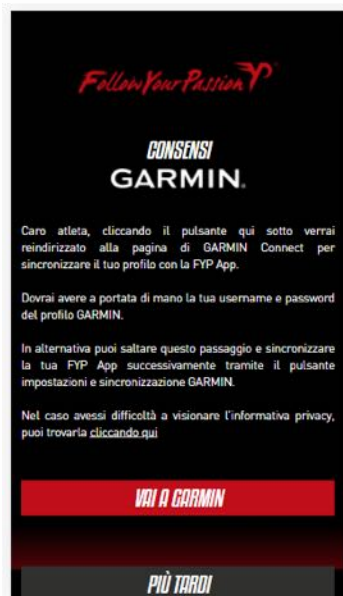 Follow Your Passion
CONSENSI
GARMIN.
Caro atleta, cliccando il pulsante qui sotto verrai
reindirizzato alla pagina di GARMIN Connect per
sincronizzare il tuo profilo con la FYP App.
Dovrai avere a portata di mano la tua username e password
del profilo GARMIN.
In alternativa puoi saltare questo passaggio e sincronizzare
la tua FYP App successivamente tramite il pulsante
impostazioni e sincronizzazione GARMIN.
Nel caso avessi difficoltà a visionare l'informativa privacy,
puoi trovarla cliccando qui
VAI A GARMIN
PIÙ TARDI